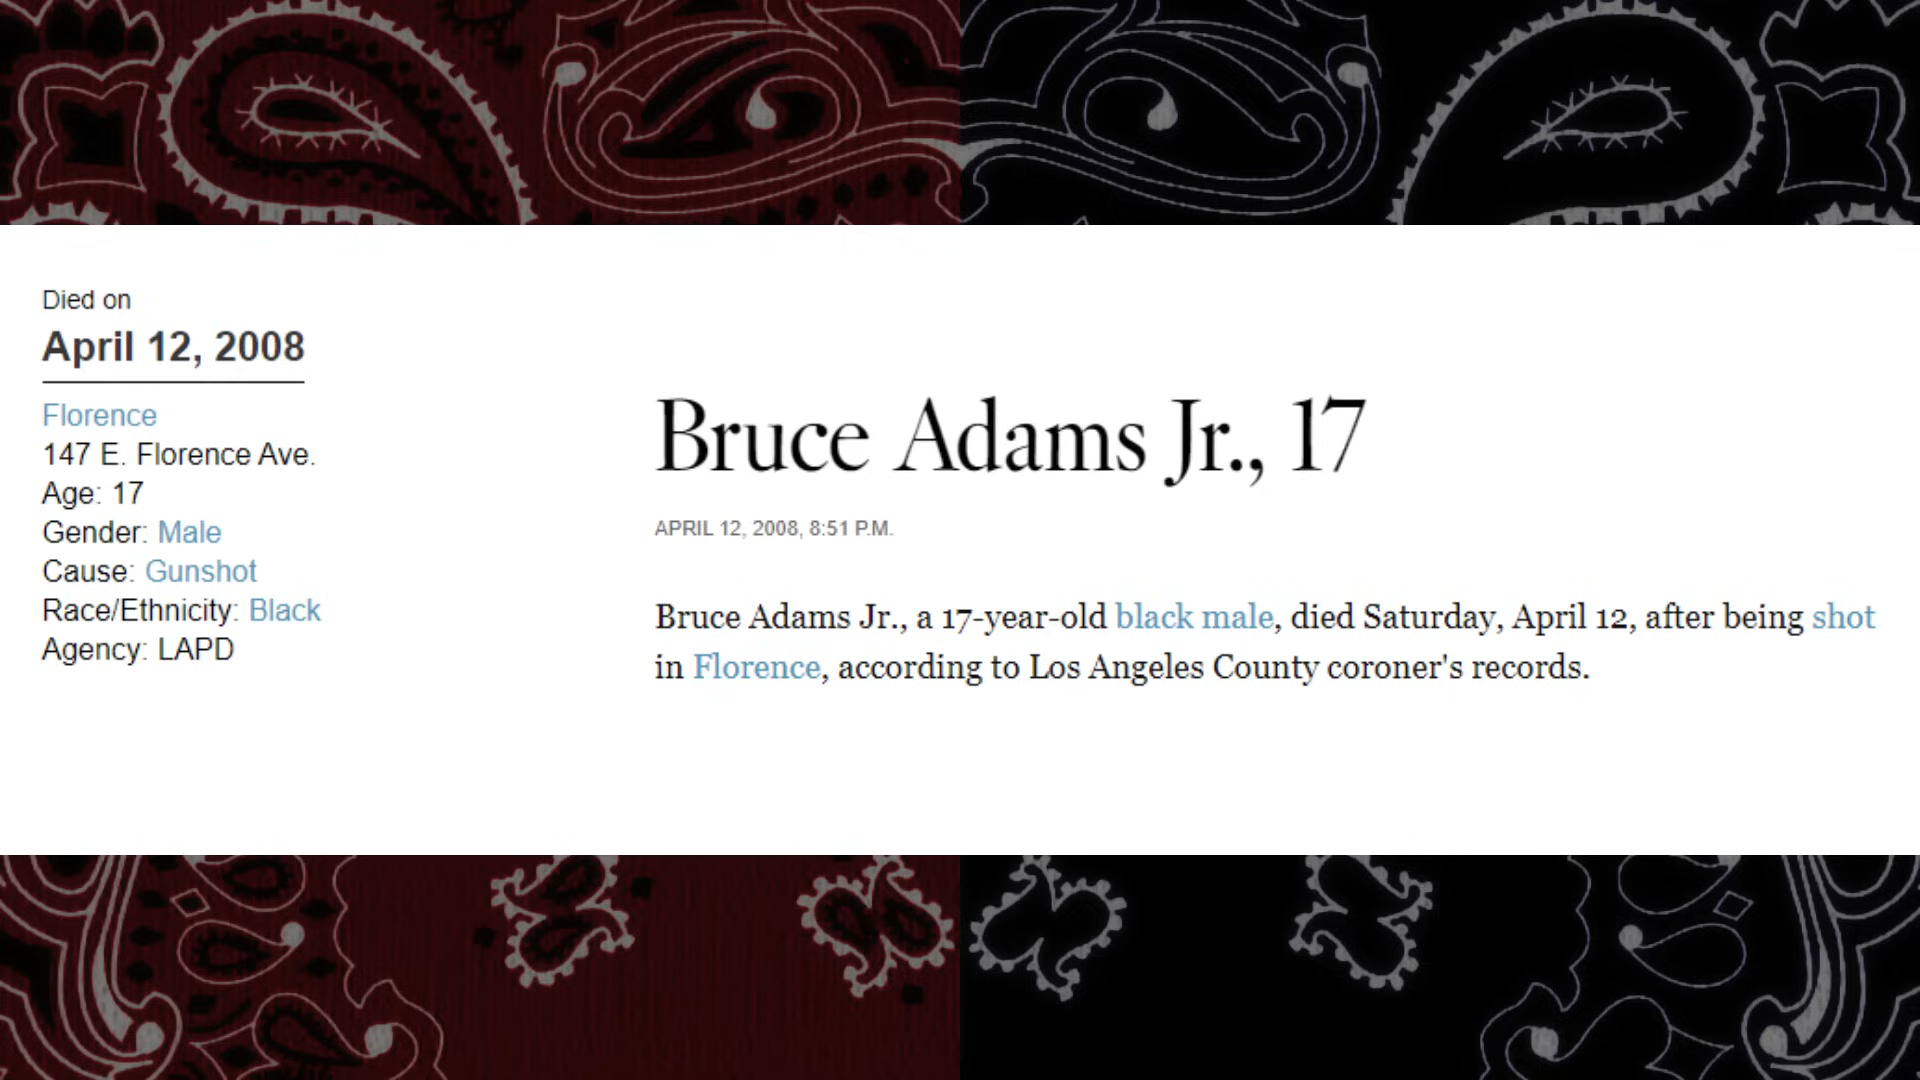 Died on
April 12, 2008
Florence
147 E. Florence Ave.
Age: 17
Gender: Male
Cause: Gunshot
Race/Ethnicity: Black
Agency: LAPD
Bruce Adams Jr., 17
APRIL 12, 2008, 8:51 P.M.
Bruce Adams Jr., a 17-year-old black male, died Saturday, April 12, after being shot
in Florence, according to Los Angeles County coroner's records.